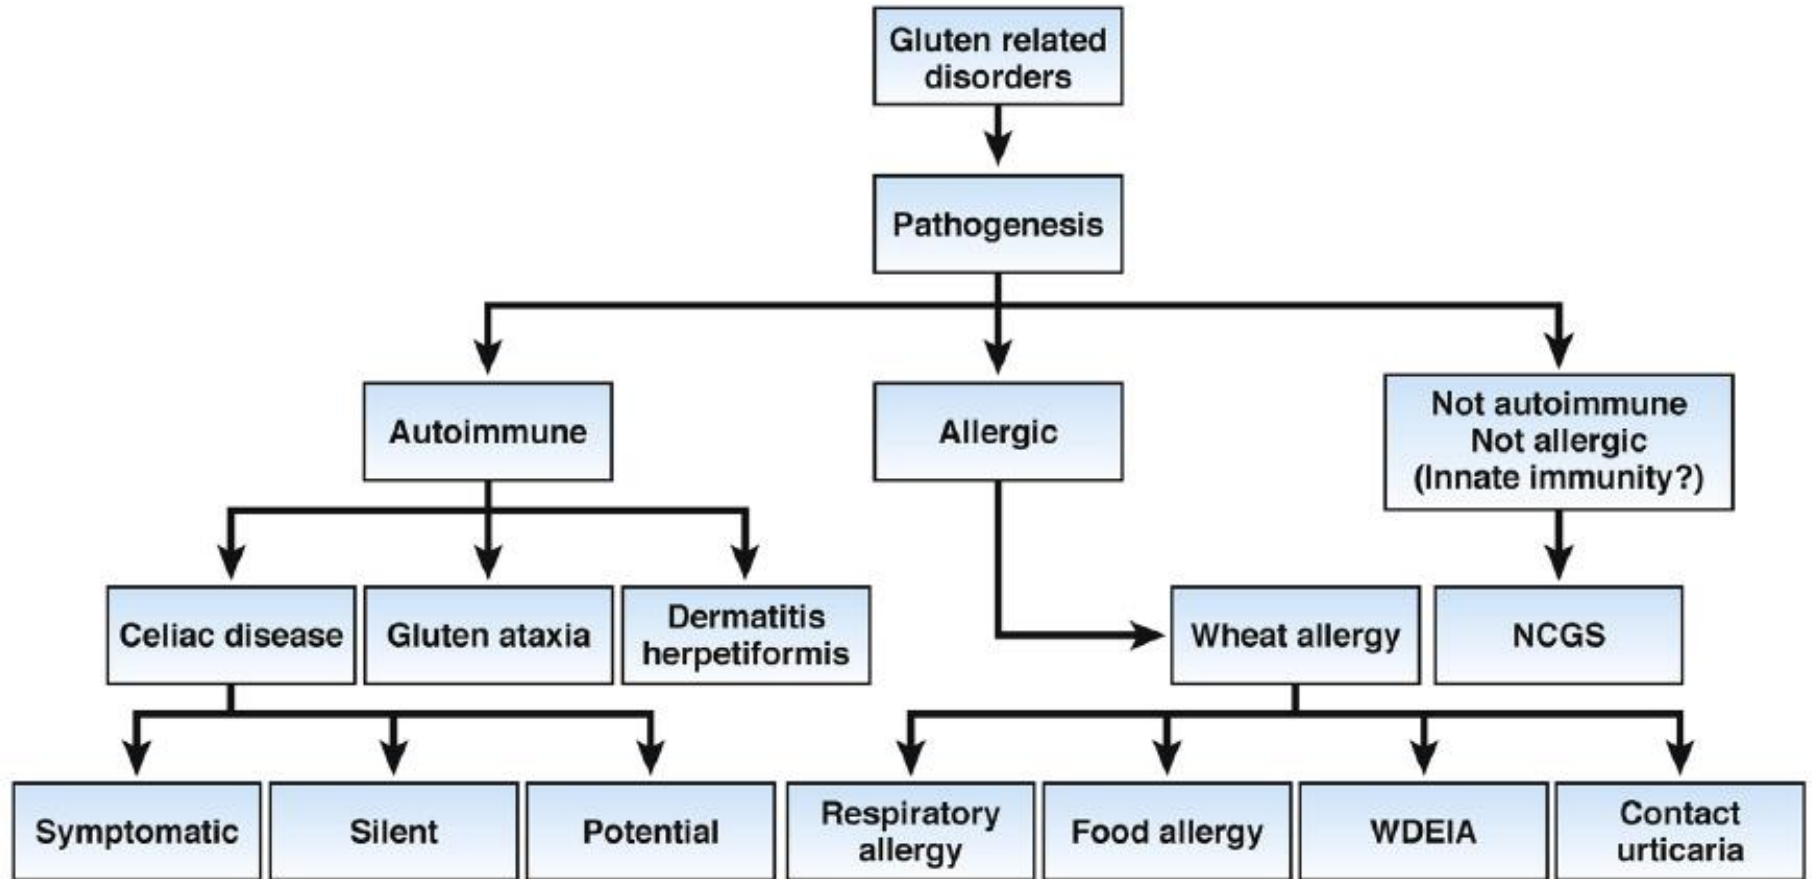 Gluten related
disorders
Pathogenesis
Autoimmune
Allergic
Not autoimmune
Not allergic
(Innate immunity?)
Celiac disease
Gluten ataxia
Dermatitis
herpetiformis
Wheat allergy
NCGS
Symptomatic
Silent
Potential
Respiratory
allergy
Food allergy
WDEIA
Contact
urticaria